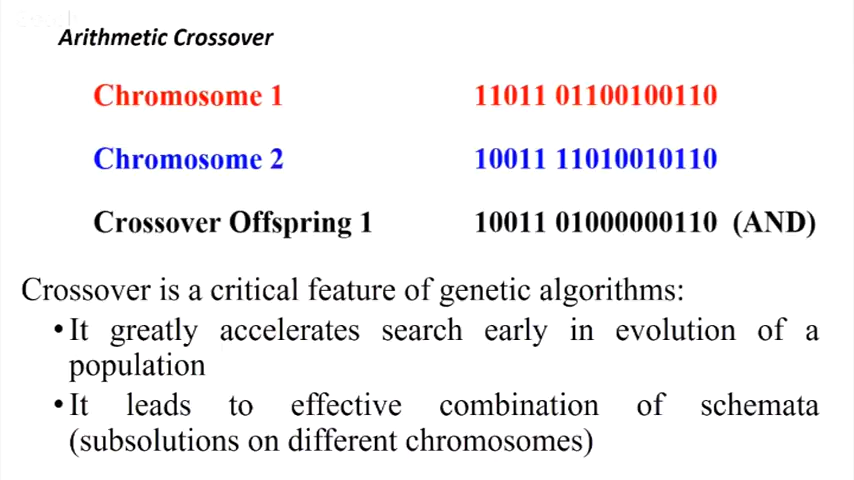 Arithmetic Crossover
Chromosome 1 11011 01100100110
Chromosome 2 10011 11010010110
Crossover Offspring 1 10011 01000000110 (AND)
Crossover is a critical feature of genetic algorithms:
•It greatly accelerates search early in evolution of a
population
•It leads to effective combination of schemata
(subsolutions on different chromosomes)